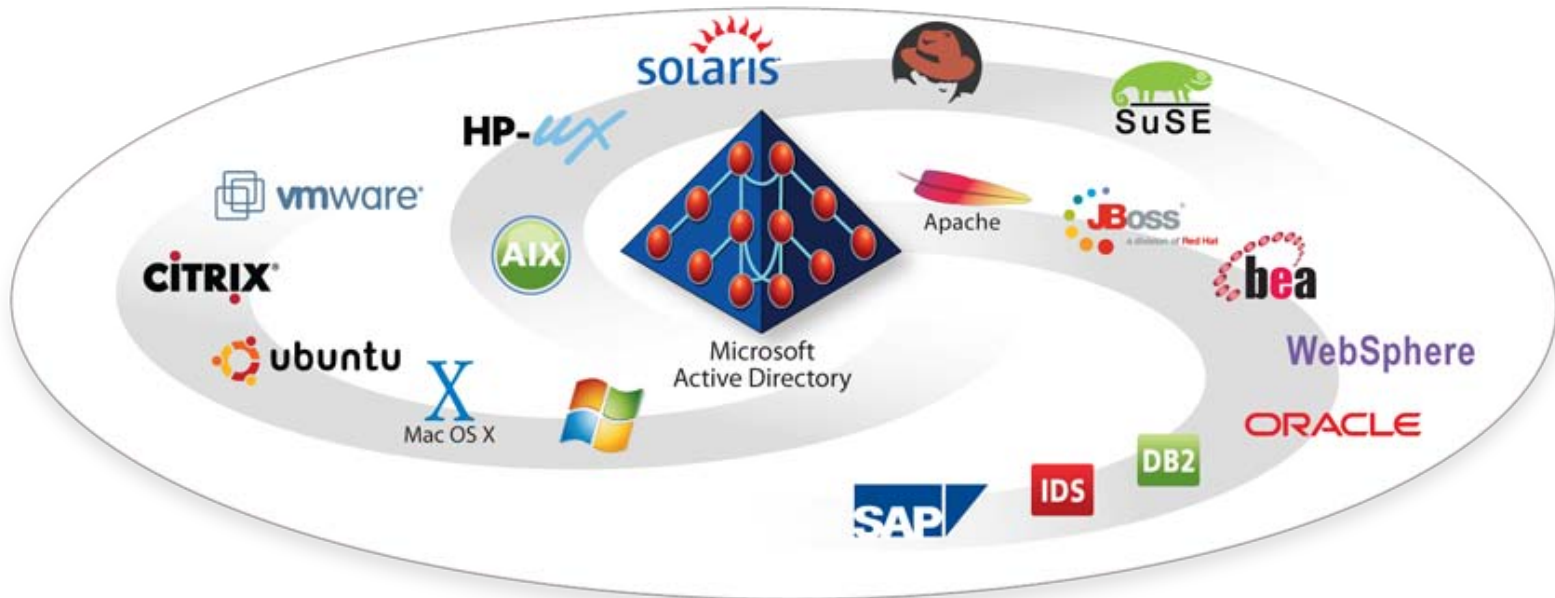 solaris
SuSE
HP-ux
vmware®
Apache
JBoss®
a division of Red Hat
AIX
CiTRIX®
bea
ubuntu
Microsoft
Active Directory
WebSphere
X
Mac OS X
ORACLE
DB2
IDS
SAP